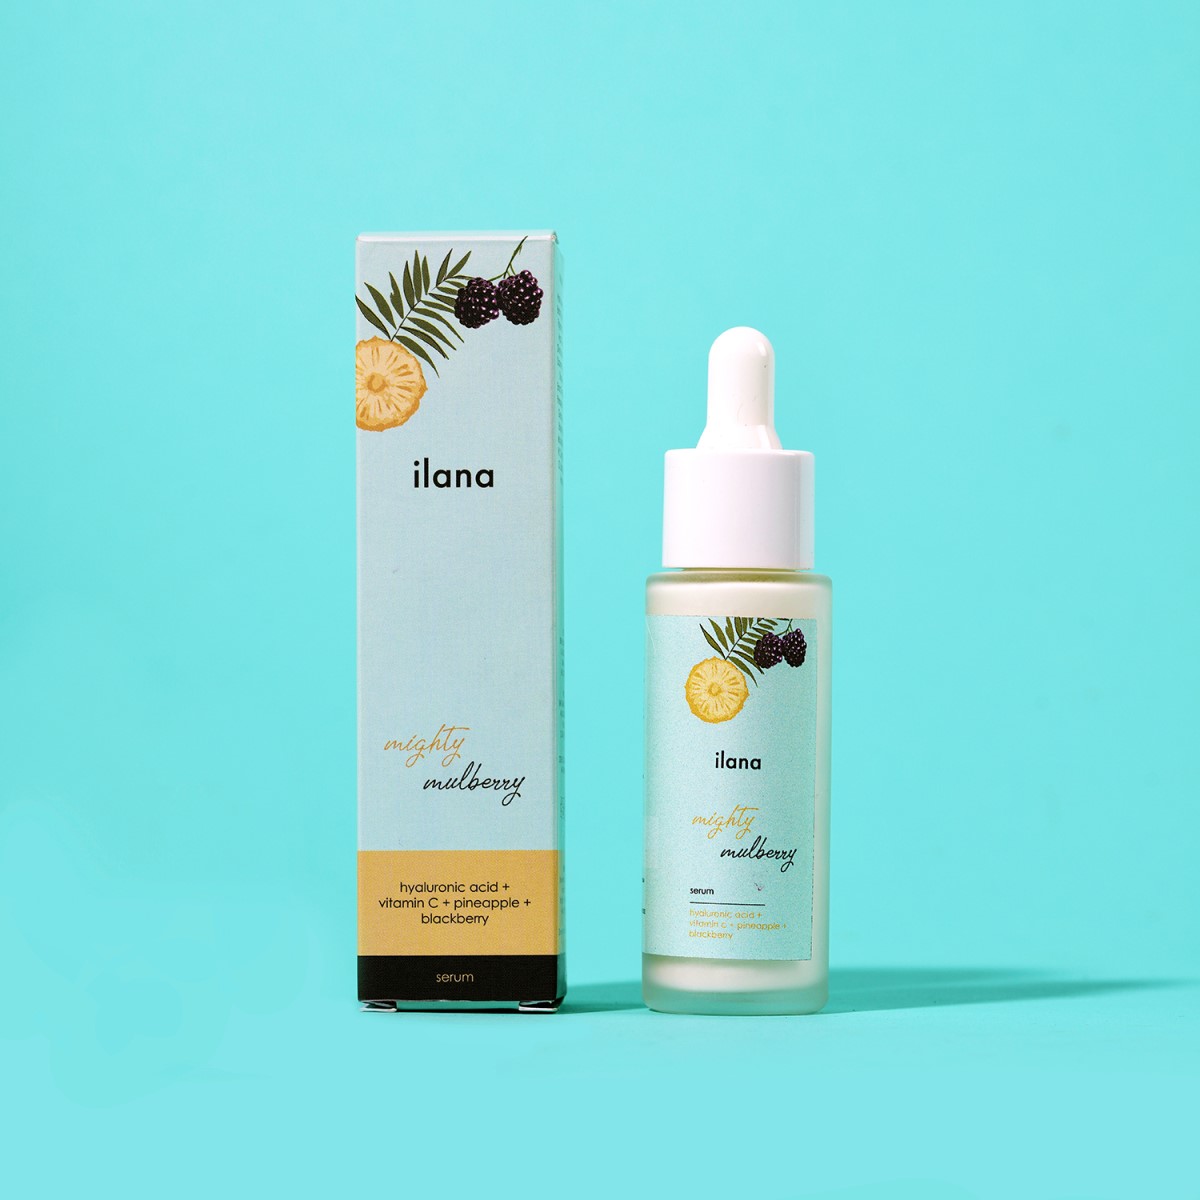 ilana
mighty
mulberry
hyaluronic acid +
vitamin C + pineapple +
blackberry
serum
ilana
mighty
mulberry
serum
hyaluronic acid +
vitamin c + pineapple +
blackberry